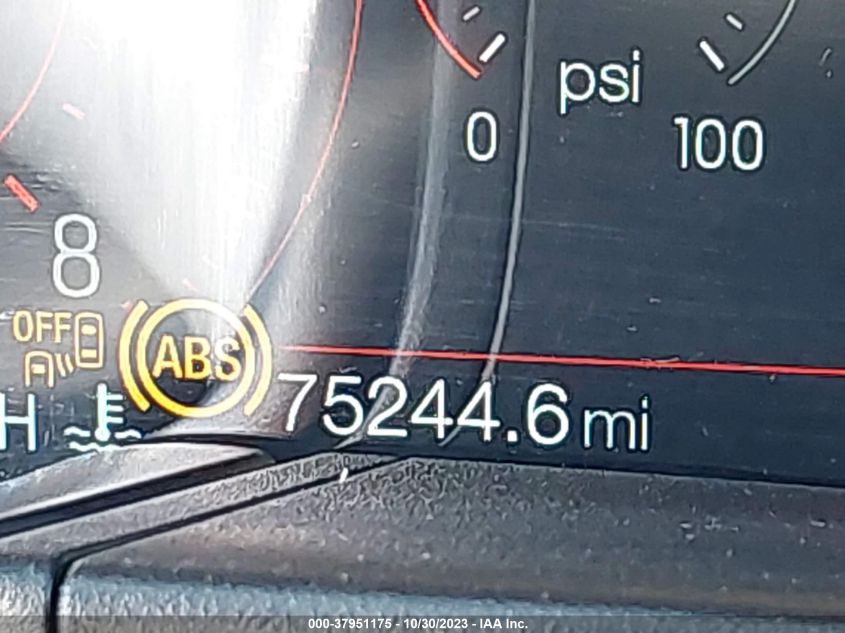 psi
0
100
8
OFF
ABS
H
75244.6 mi
000-37951175 - 10/30/2023 - IAA Inc.